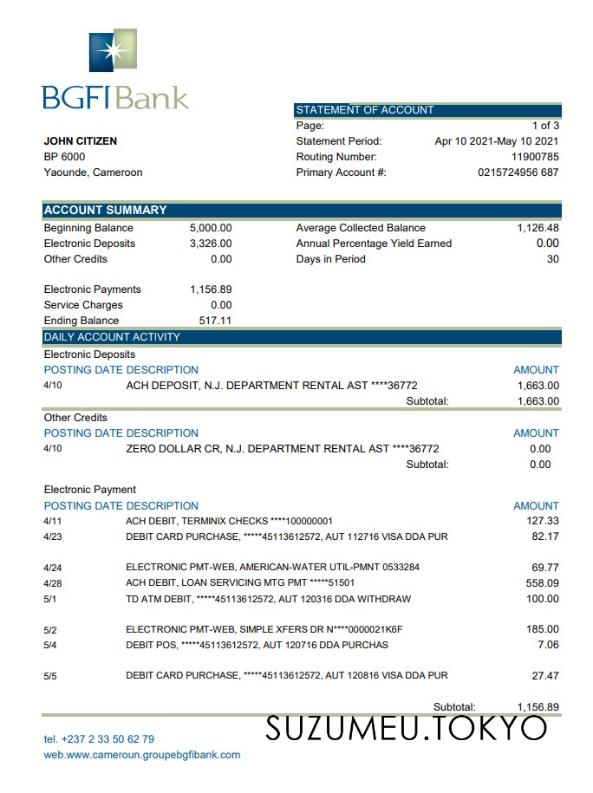 BGFIBank
STATEMENT OF ACCOUNT
Page: 1 of 3
JOHN CITIZEN Statement Period: Apr 10 2021-May 10 2021
BP 6000 Routing Number: 11900785
Yaounde, Cameroon Primary Account #: 0215724956 687
ACCOUNT SUMMARY
Beginning Balance 5,000.00 Average Collected Balance 1,126.48
Electronic Deposits 3,326.00 Annual Percentage Yield Earned 0.00
Other Credits 0.00 Days in Period 30
Electronic Payments 1,156.89
Service Charges 0.00
Ending Balance 517.11
DAILY ACCOUNT ACTIVITY
Electronic Deposits
POSTING DATE DESCRIPTION AMOUNT
4/10 ACH DEPOSIT, N.J. DEPARTMENT RENTAL AST ****36772 1,663.00
Subtotal: 1,663.00
Other Credits
POSTING DATE DESCRIPTION AMOUNT
4/10 ZERO DOLLAR CR, N.J. DEPARTMENT RENTAL AST ****36772 0.00
Subtotal: 0.00
Electronic Payment
POSTING DATE DESCRIPTION AMOUNT
4/11 ACH DEBIT, TERMINIX CHECKS ****100000001 127.33
4/23 DEBIT CARD PURCHASE, *****45113612572, AUT 112716 VISA DDA PUR 82.17
4/24 ELECTRONIC PMT-WEB, AMERICAN-WATER UTIL-PMNT 0533284 69.77
4/28 ACH DEBIT, LOAN SERVICING MTG PMT *****51501 558.09
5/1 TD ATM DEBIT, *****45113612572, AUT 120316 DDA WITHDRAW 100.00
5/2 ELECTRONIC PMT-WEB, SIMPLE XFERS DR N****0000021K6F 185.00
5/4 DEBIT POS, *****45113612572, AUT 120716 DDA PURCHAS 7.06
5/5 DEBIT CARD PURCHASE, *****45113612572, AUT 120816 VISA DDA PUR 27.47
Subtotal: 1,156.89
SUZUMEU.TOKYO
tel. +237 2 33 50 62 79
web.www.cameroun.groupebgfibank.com